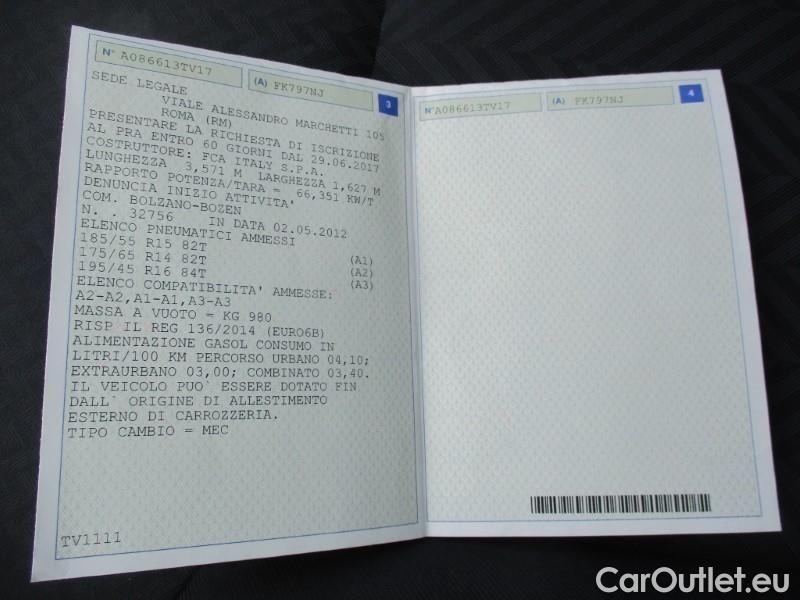 N° A086613TV17
(A) FK797NJ
3
SEDE LEGALE
VIALE ALESSANDRO MARCHETTI 105
ROMA (RM)
PRESENTARE LA RICHIESTA DI ISCRIZIONE
AL PRA ENTRO 60 GIORNI DAL 29.06.2017
COSTRUTTORE: FCA ITALY S.P.A.
LUNGHEZZA 3,571 M LARGHEZZA 1,627 M
RAPPORTO POTENZA/TARA = 66,351 KW/T
DENUNCIA INIZIO ATTIVITA'
COM. BOLZANO-BOZEN
N. . 32756 IN DATA 02.05.2012
ELENCO PNEUMATICI AMMESSI
185/55 R15 82T (A1)
175/65 R14 82T (A2)
195/45 R16 84T (A3)
ELENCO COMPATIBILITA' AMMESSE:
A2-A2,A1-A1,A3-A3
MASSA A VUOTO = KG 980
RISP IL REG 136/2014 (EURO6B)
ALIMENTAZIONE GASOL CONSUMO IN
LITRI/100 KM PERCORSO URBANO 04,10;
EXTRAURBANO 03,00; COMBINATO 03,40.
IL VEICOLO PUO` ESSERE DOTATO FIN
DALL` ORIGINE DI ALLESTIMENTO
ESTERNO DI CARROZZERIA.
TIPO CAMBIO = MEC
TV1111
N° A086613TV17
(A) FK797NJ
4
CarOutlet.eu